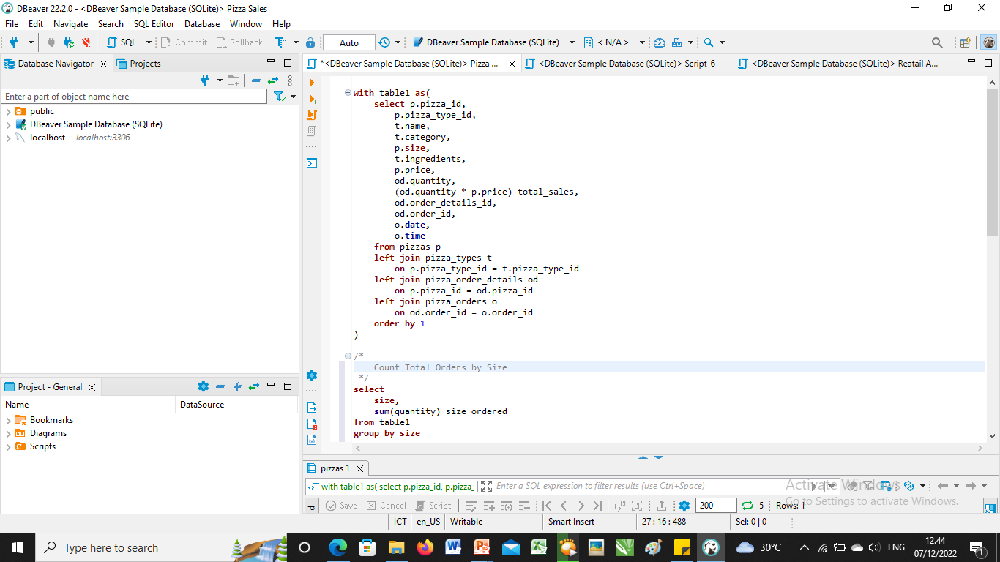 DBeaver 22.2.0 - <DBeaver Sample Database (SQLite)> Pizza Sales
File Edit Navigate Search SQL Editor Database Window Help
SQL Commit Rollback Auto DBeaver Sample Database (SQLite) < N/A >
Database Navigator Projects
*<DBeaver Sample Database (SQLite)> Pizza ... <DBeaver Sample Database (SQLite)> Script-6 <DBeaver Sample Database (SQLite)> Reatail A...
Enter a part of object name here
public
DBeaver Sample Database (SQLite)
localhost - localhost:3306
with table1 as(
select p.pizza_id,
p.pizza_type_id,
t.name,
t.category,
p.size,
t.ingredients,
p.price,
od.quantity,
(od.quantity * p.price) total_sales,
od.order_details_id,
od.order_id,
o.date,
o.time
from pizzas p
left join pizza_types t
on p.pizza_type_id = t.pizza_type_id
left join pizza_order_details od
on p.pizza_id = od.pizza_id
left join pizza_orders o
on od.order_id = o.order_id
order by 1
)
/*
Count Total Orders by Size
*/
select
size,
sum(quantity) size_ordered
from table1
group by size
Project - General
Name DataSource
Bookmarks
Diagrams
Scripts
pizzas 1
with table1 as( select p.pizza_id, p.pizza_ Enter a SQL expression to filter results (use Ctrl+Space)
Save Cancel Script 200 5 Rows: 1
Activate Windows
Go to Settings to activate Windows.
ICT en_US Writable Smart Insert 27 : 16 : 488 Sel: 0 | 0
Type here to search
30°C ENG
12.44
07/12/2022
1